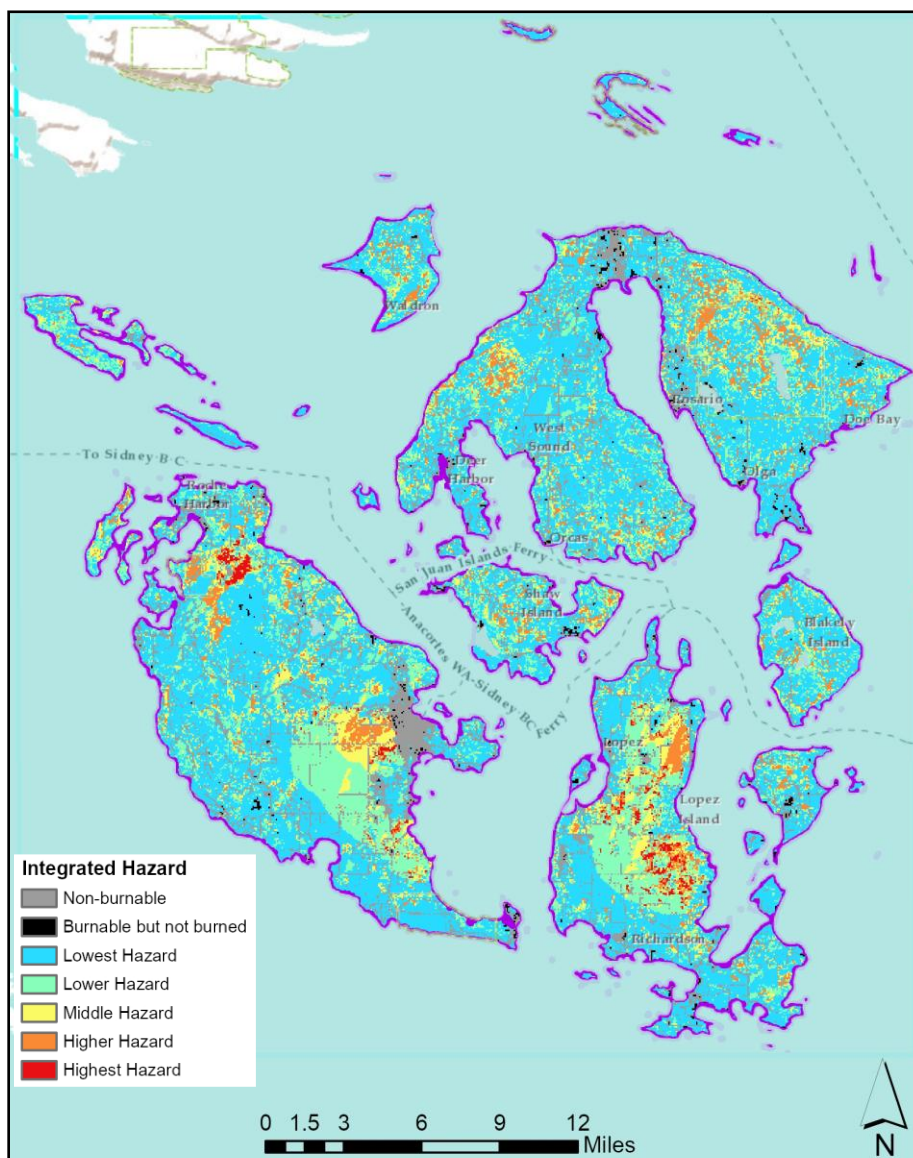 Waldron
Rosario
Doe Bay
West
Sound
Deer
Harbor
Olga
To Sidney B C
Roche
Harbor
Orcas
San Juan Islands Ferry
Shaw
Island
Anacortes WA-Sidney BC Ferry
Blakely
Island
Lopez
Lopez
Island
Richardson
Integrated Hazard
Non-burnable
Burnable but not burned
Lowest Hazard
Lower Hazard
Middle Hazard
Higher Hazard
Highest Hazard
0 1.5 3 6 9 12
Miles
N